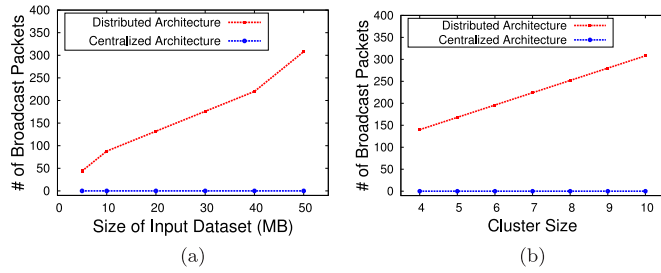 400
350
300
250
200
150
100
50
0
# of Broadcast Packets
Distributed Architecture
Centralized Architecture
0 10 20 30 40 50
Size of Input Dataset (MB)
(a)
400
350
300
250
200
150
100
50
0
# of Broadcast Packets
Distributed Architecture
Centralized Architecture
4 5 6 7 8 9 10
Cluster Size
(b)